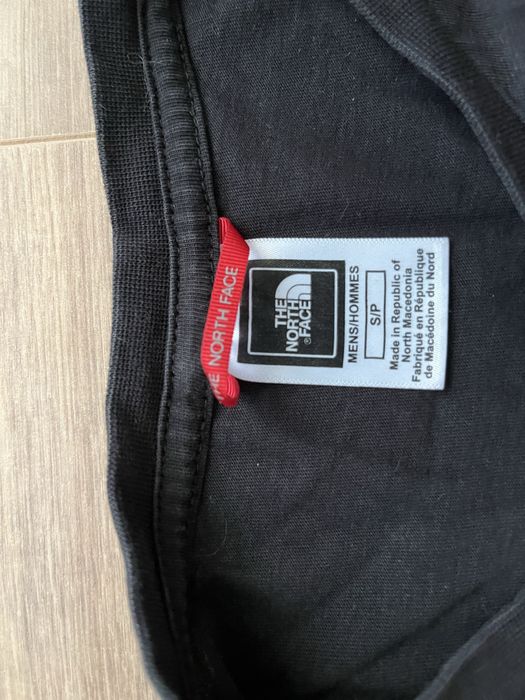 THE NORTH FACE
THE
NORTH
FACE
®
MENS/HOMMES
S/P
Made in Republic of
North Macedonia
Fabriqué en République
de Macédoine du Nord